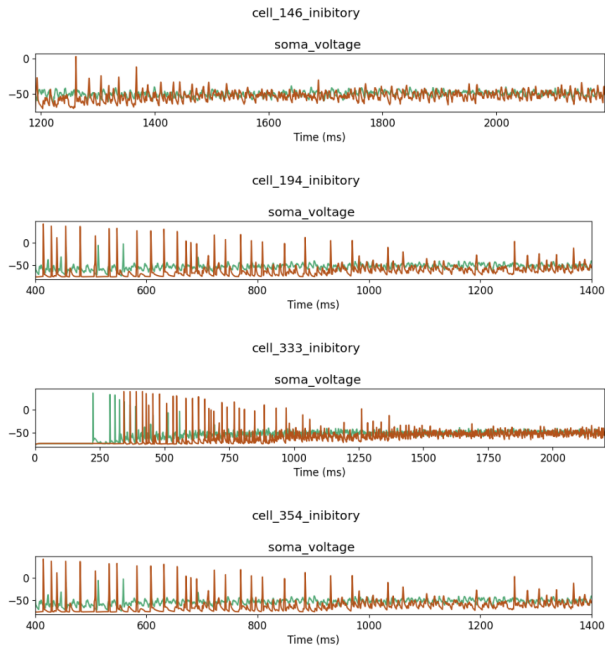 cell_146_inibitory
soma_voltage
0
−50
1200 1400 1600 1800 2000
Time (ms)
cell_194_inibitory
soma_voltage
0
−50
400 600 800 1000 1200 1400
Time (ms)
cell_333_inibitory
soma_voltage
0
−50
0 250 500 750 1000 1250 1500 1750 2000
Time (ms)
cell_354_inibitory
soma_voltage
0
−50
400 600 800 1000 1200 1400
Time (ms)